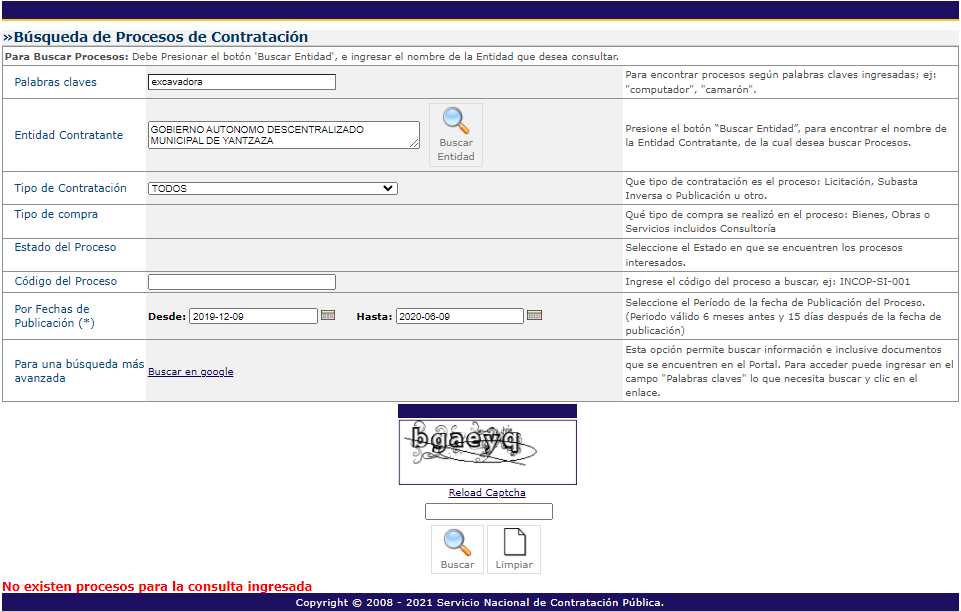 »Búsqueda de Procesos de Contratación
Para Buscar Procesos: Debe Presionar el botón 'Buscar Entidad', e ingresar el nombre de la Entidad que desea consultar.
Palabras claves
excavadora
Para encontrar procesos según palabras claves ingresadas; ej:
"computador", "camarón".
Entidad Contratante
GOBIERNO AUTONOMO DESCENTRALIZADO
MUNICIPAL DE YANTZAZA
Buscar
Entidad
Presione el botón “Buscar Entidad”, para encontrar el nombre de
la Entidad Contratante, de la cual desea buscar Procesos.
Tipo de Contratación
TODOS
Que tipo de contratación es el proceso: Licitación, Subasta
Inversa o Publicación u otro.
Tipo de compra
Qué tipo de compra se realizó en el proceso: Bienes, Obras o
Servicios incluidos Consultoría
Estado del Proceso
Seleccione el Estado en que se encuentren los procesos
interesados.
Código del Proceso
Ingrese el código del proceso a buscar, ej: INCOP-SI-001
Por Fechas de
Publicación (*)
Desde: 2019-12-09 Hasta: 2020-06-09
Seleccione el Período de la fecha de Publicación del Proceso.
(Periodo válido 6 meses antes y 15 días después de la fecha de
publicación)
Para una búsqueda más
avanzada
Buscar en google
Esta opción permite buscar información e inclusive documentos
que se encuentren en el Portal. Para acceder puede ingresar en el
campo "Palabras claves" lo que necesita buscar y clic en el
enlace.
bgaeyq
Reload Captcha
Buscar
Limpiar
No existen procesos para la consulta ingresada
Copyright © 2008 - 2021 Servicio Nacional de Contratación Pública.